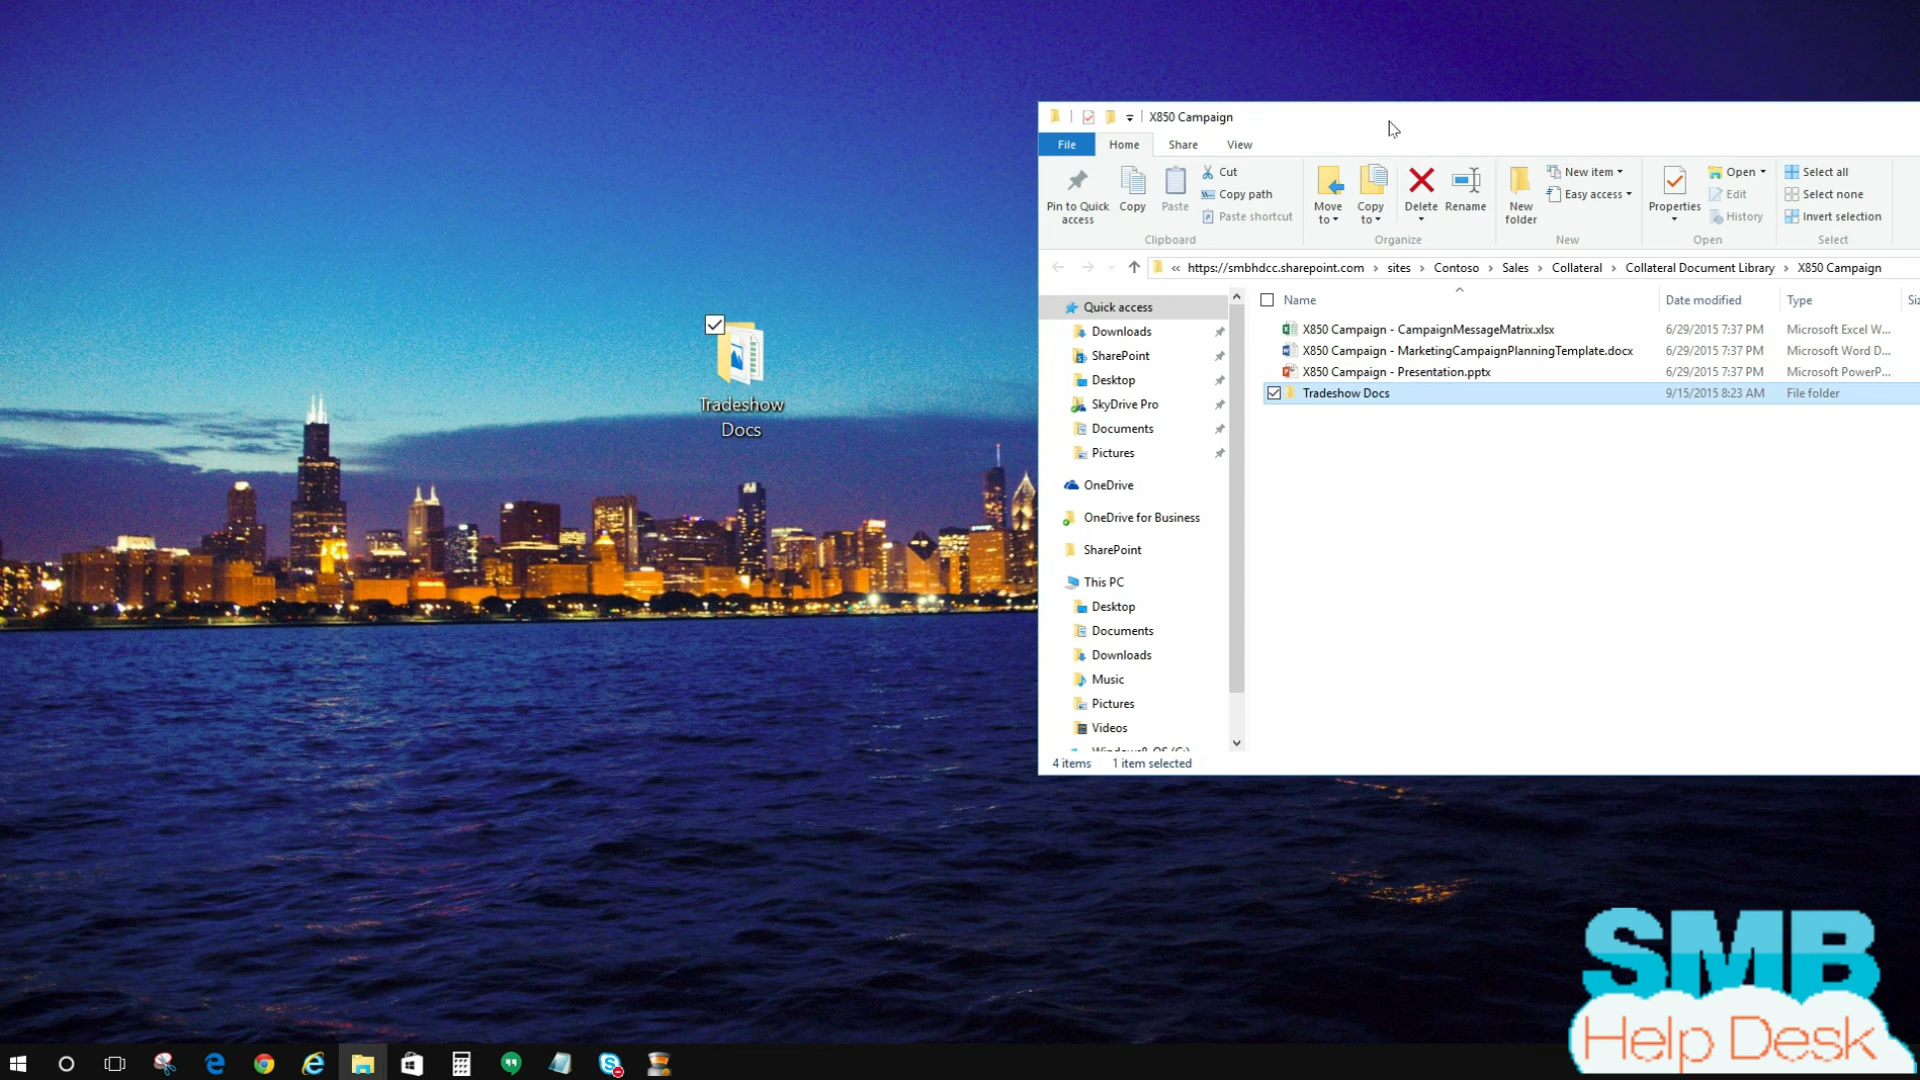 X850 Campaign
File Home Share View
Pin to Quick access
Copy
Paste
Cut
Copy path
Paste shortcut
Clipboard
Move to
Copy to
Delete
Rename
Organize
New folder
New item
Easy access
New
Properties
Open
Edit
History
Open
Select all
Select none
Invert selection
Select
« https://smbhdcc.sharepoint.com › sites › Contoso › Sales › Collateral › Collateral Document Library › X850 Campaign
Quick access
Downloads
SharePoint
Desktop
SkyDrive Pro
Documents
Pictures
OneDrive
OneDrive for Business
SharePoint
This PC
Desktop
Documents
Downloads
Music
Pictures
Videos
Name Date modified Type
X850 Campaign - CampaignMessageMatrix.xlsx 6/29/2015 7:37 PM Microsoft Excel W...
X850 Campaign - MarketingCampaignPlanningTemplate.docx 6/29/2015 7:37 PM Microsoft Word D...
X850 Campaign - Presentation.pptx 6/29/2015 7:37 PM Microsoft PowerP...
Tradeshow Docs 9/15/2015 8:23 AM File folder
4 items 1 item selected
Tradeshow
Docs
SMB
Help Desk